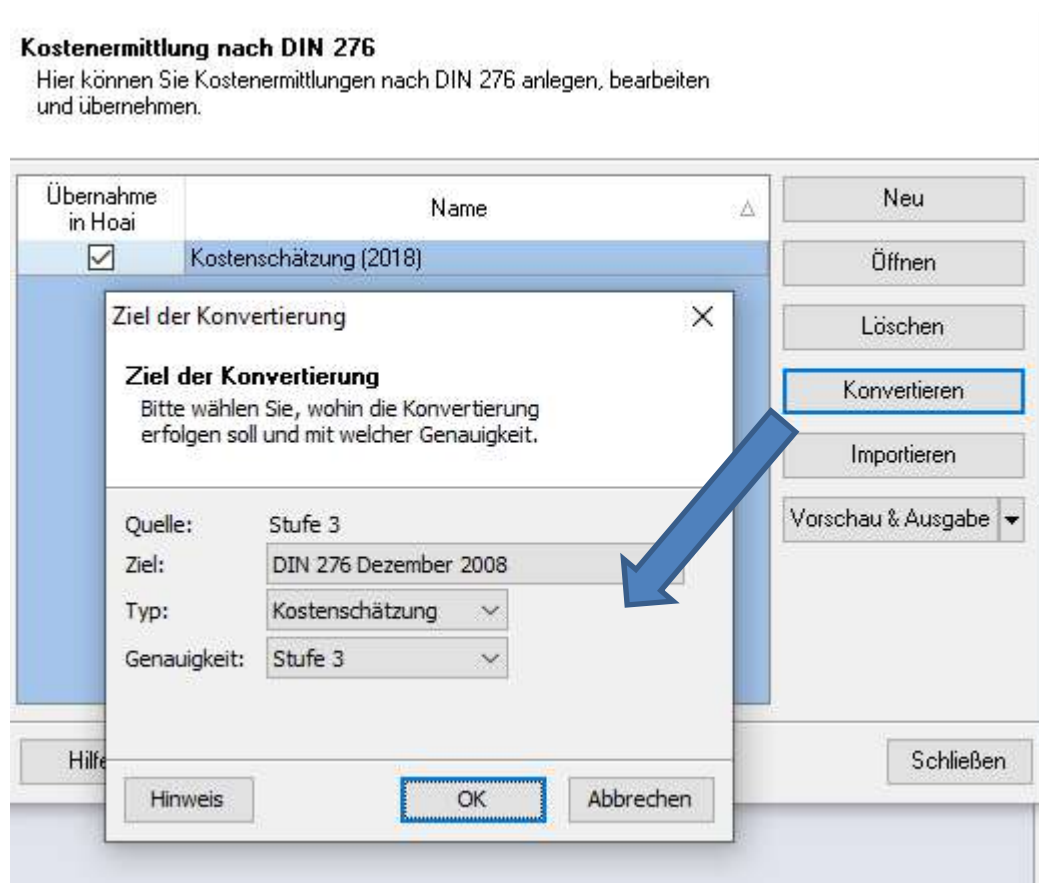 Kostenermittlung nach DIN 276
Hier können Sie Kostenermittlungen nach DIN 276 anlegen, bearbeiten
und übernehmen.
Übernahme
in Hoai
Name
Kostenschätzung (2018)
Neu
Öffnen
Löschen
Konvertieren
Importieren
Vorschau & Ausgabe
Ziel der Konvertierung
Ziel der Konvertierung
Bitte wählen Sie, wohin die Konvertierung
erfolgen soll und mit welcher Genauigkeit.
Quelle: Stufe 3
Ziel: DIN 276 Dezember 2008
Typ: Kostenschätzung
Genauigkeit: Stufe 3
Hinweis
OK
Abbrechen
Hilfe
Schließen